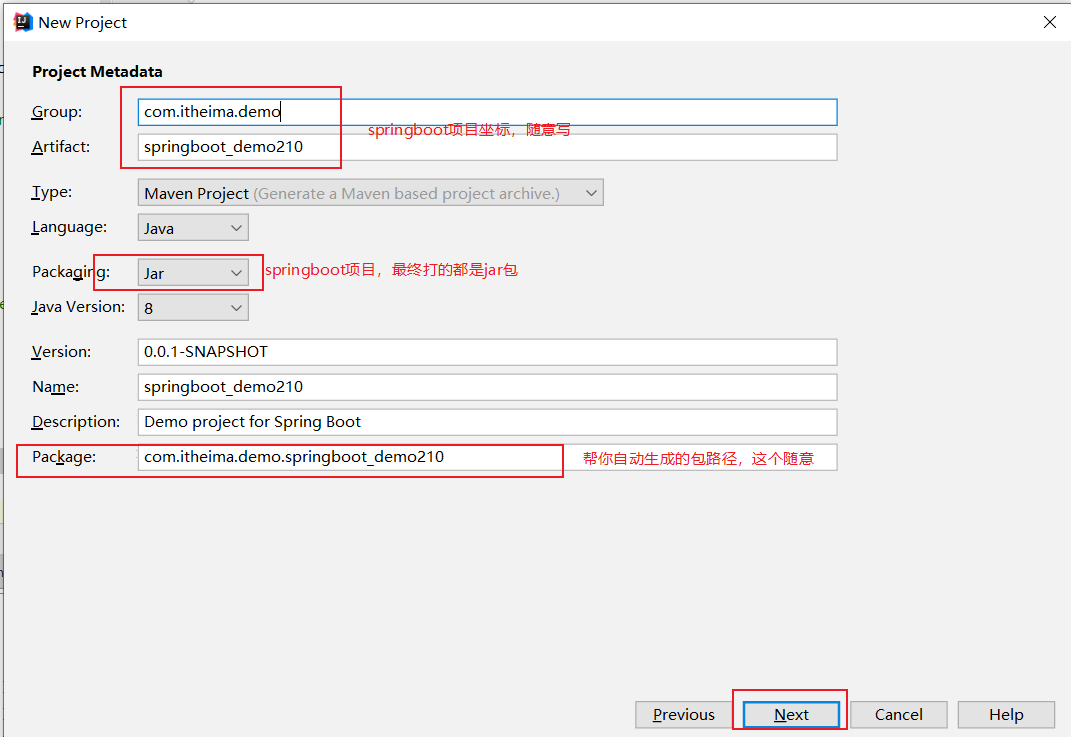 New Project
Project Metadata
Group: com.itheima.demo
springboot项目坐标，随意写
Artifact: springboot_demo210
Type: Maven Project (Generate a Maven based project archive.)
Language: Java
Packaging: Jar springboot项目，最终打的都是jar包
Java Version: 8
Version: 0.0.1-SNAPSHOT
Name: springboot_demo210
Description: Demo project for Spring Boot
Package: com.itheima.demo.springboot_demo210 帮你自动生成的包路径，这个随意
Previous Next Cancel Help